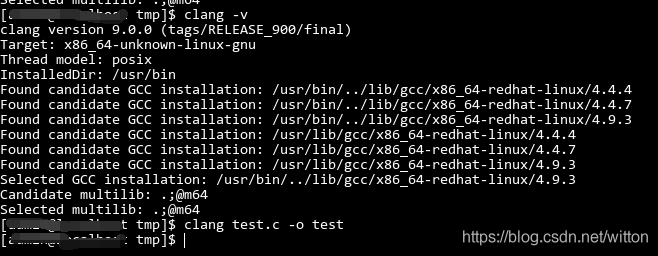 Selected multilib: .;@m64
tmp]$ clang -v
clang version 9.0.0 (tags/RELEASE_900/final)
Target: x86_64-unknown-linux-gnu
Thread model: posix
InstalledDir: /usr/bin
Found candidate GCC installation: /usr/bin/../lib/gcc/x86_64-redhat-linux/4.4.4
Found candidate GCC installation: /usr/bin/../lib/gcc/x86_64-redhat-linux/4.4.7
Found candidate GCC installation: /usr/bin/../lib/gcc/x86_64-redhat-linux/4.9.3
Found candidate GCC installation: /usr/lib/gcc/x86_64-redhat-linux/4.4.4
Found candidate GCC installation: /usr/lib/gcc/x86_64-redhat-linux/4.4.7
Found candidate GCC installation: /usr/lib/gcc/x86_64-redhat-linux/4.9.3
Selected GCC installation: /usr/bin/../lib/gcc/x86_64-redhat-linux/4.9.3
Candidate multilib: .;@m64
Selected multilib: .;@m64
tmp]$ clang test.c -o test
tmp]$
https://blog.csdn.net/witton